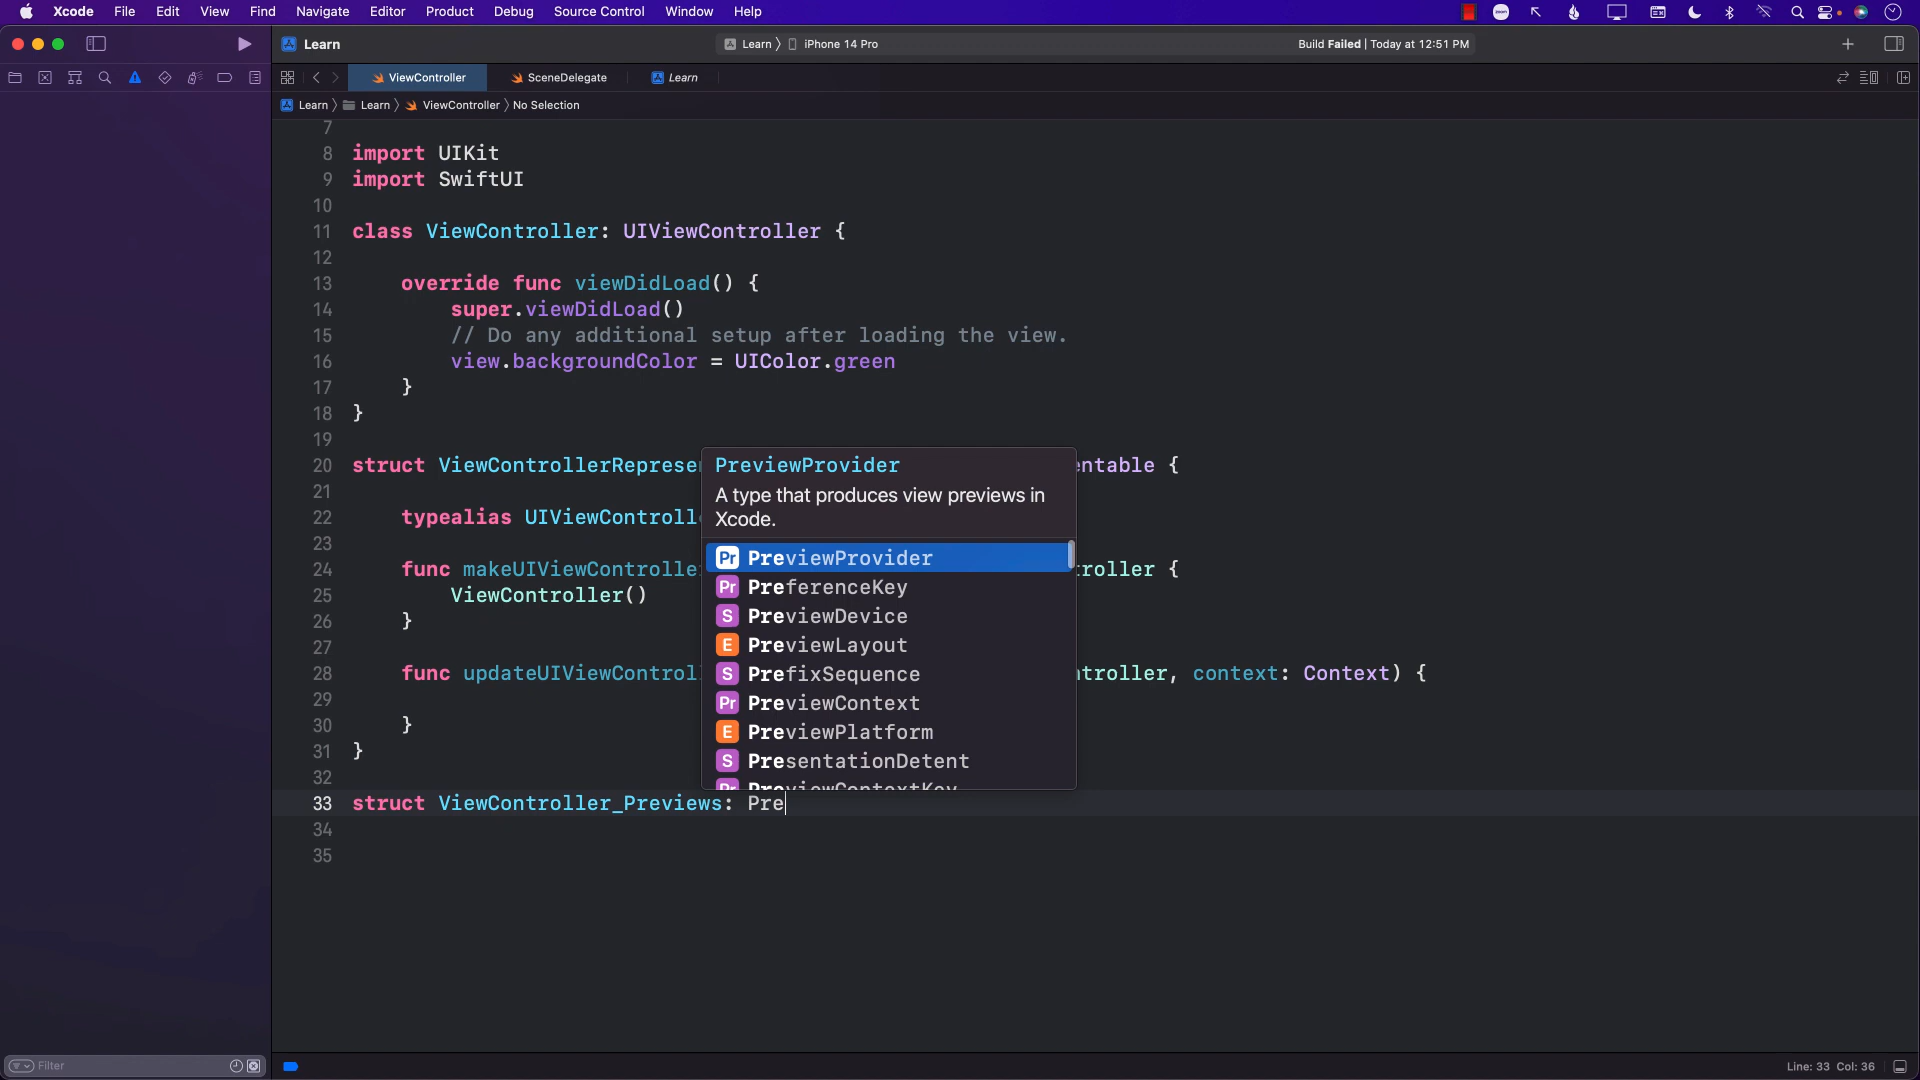 Xcode File Edit View Find Navigate Editor Product Debug Source Control Window Help
Learn
Learn
iPhone 14 Pro
Build Failed | Today at 12:51 PM
ViewController
SceneDelegate
Learn
Learn
Learn
ViewController
No Selection
7
8 import UIKit
9 import SwiftUI
10
11 class ViewController: UIViewController {
12
13 override func viewDidLoad() {
14 super.viewDidLoad()
15 // Do any additional setup after loading the view.
16 view.backgroundColor = UIColor.green
17 }
18 }
19
20 struct ViewControllerRepresen ntable {
21
22 typealias UIViewControll
23
24 func makeUIViewControlle roller {
25 ViewController()
26 }
27
28 func updateUIViewControl troller, context: Context) {
29
30 }
31 }
32
33 struct ViewController_Previews: Pre
34
35
PreviewProvider
A type that produces view previews in
Xcode.
Pr PreviewProvider
Pr PreferenceKey
S PreviewDevice
E PreviewLayout
S PrefixSequence
Pr PreviewContext
E PreviewPlatform
S PresentationDetent
Pr PreviewContextKey
Filter
Line: 33 Col: 36